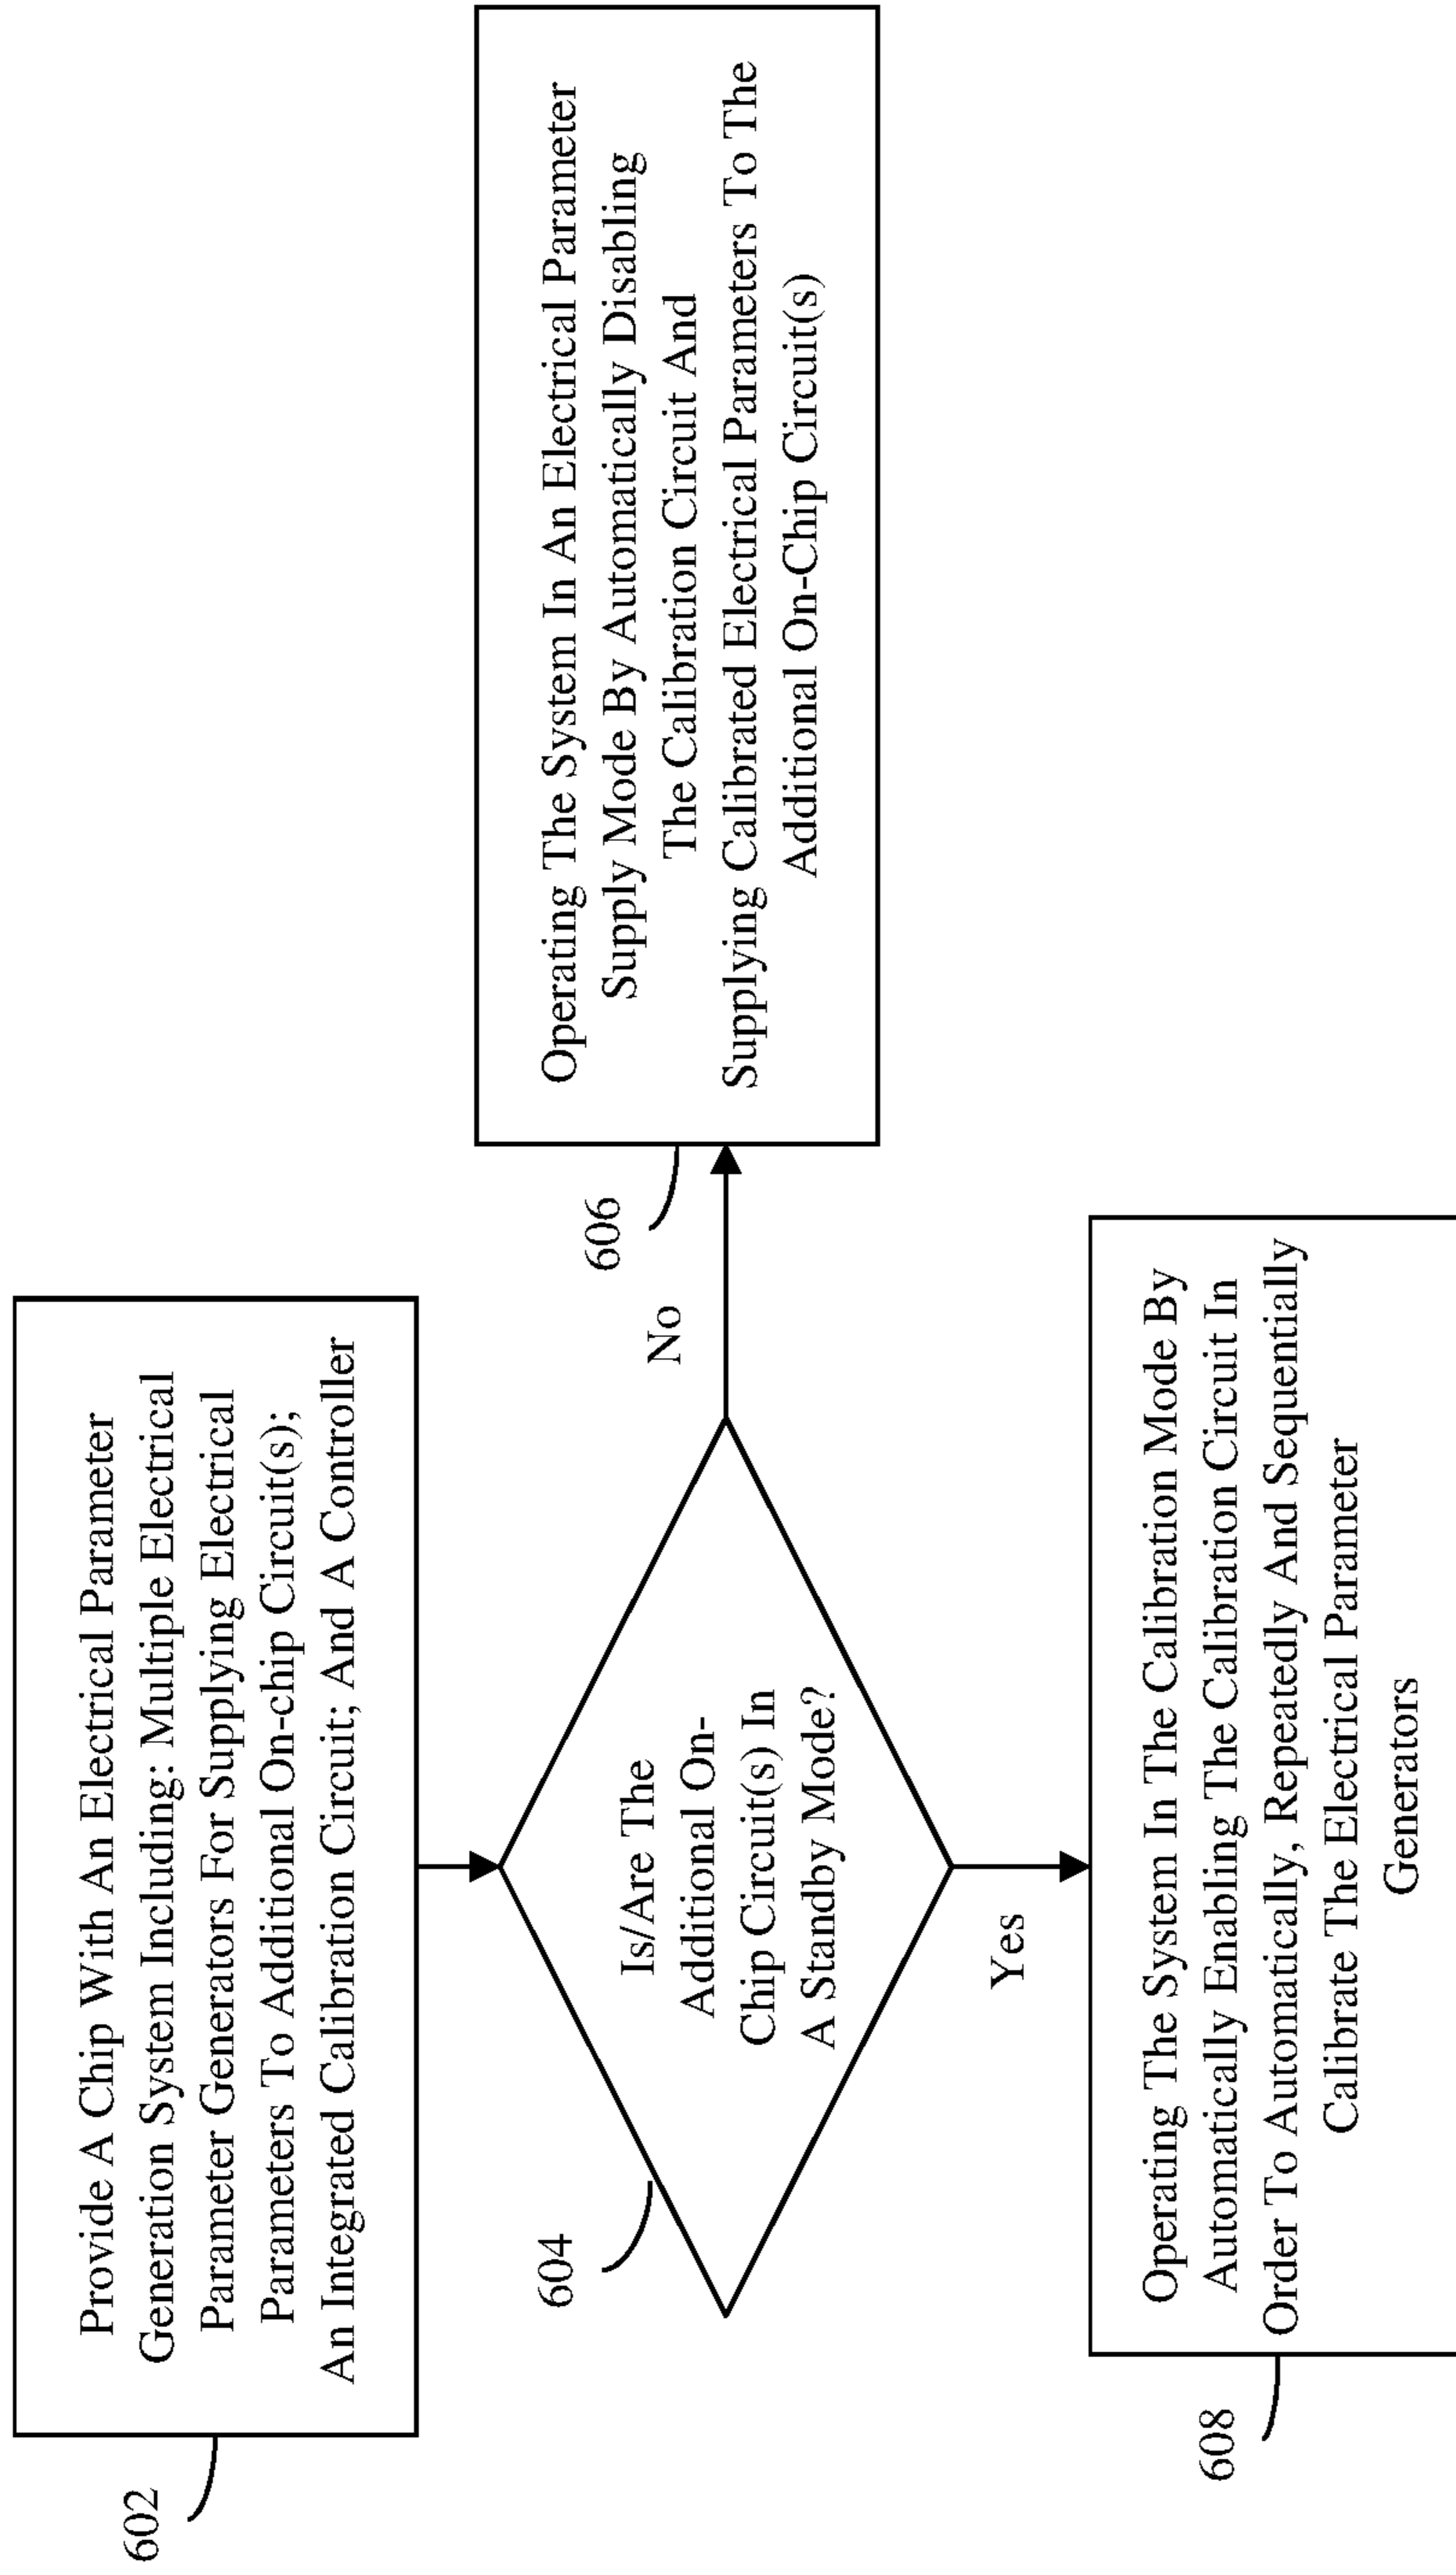 602
Provide A Chip With An Electrical Parameter
Generation System Including: Multiple Electrical
Parameter Generators For Supplying Electrical
Parameters To Additional On-chip Circuit(s);
An Integrated Calibration Circuit; And A Controller
604
Is/Are The
Additional On-
Chip Circuit(s) In
A Standby Mode?
No
606
Operating The System In An Electrical Parameter
Supply Mode By Automatically Disabling
The Calibration Circuit And
Supplying Calibrated Electrical Parameters To The
Additional On-Chip Circuit(s)
Yes
608
Operating The System In The Calibration Mode By
Automatically Enabling The Calibration Circuit In
Order To Automatically, Repeatedly And Sequentially
Calibrate The Electrical Parameter
Generators